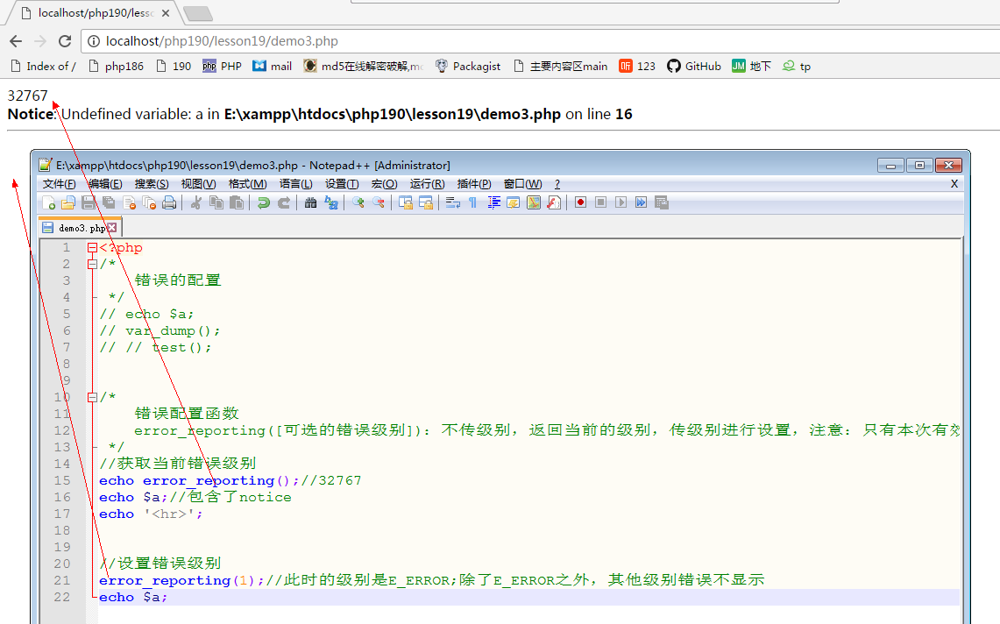 localhost/php190/less
localhost/php190/lesson19/demo3.php
Index of / php186 190 PHP mail md5在线解密破解,m Packagist 主要内容区main 123 GitHub 地下 tp
32767
Notice: Undefined variable: a in E:\xampp\htdocs\php190\lesson19\demo3.php on line 16
E:\xampp\htdocs\php190\lesson19\demo3.php - Notepad++ [Administrator]
文件(F) 编辑(E) 搜索(S) 视图(V) 格式(M) 语言(L) 设置(T) 宏(O) 运行(R) 插件(P) 窗口(W) ? X
demo3.php
1 <?php
2 /*
3 错误的配置
4 */
5 // echo $a;
6 // var_dump();
7 // // test();
8
9
10 /*
11 错误配置函数
12 error_reporting([可选的错误级别]): 不传级别, 返回当前的级别, 传级别进行设置, 注意: 只有本次有效
13 */
14 //获取当前错误级别
15 echo error_reporting();//32767
16 echo $a;//包含了notice
17 echo '<hr>';
18
19
20 //设置错误级别
21 error_reporting(1);//此时的级别是E_ERROR;除了E_ERROR之外, 其他级别错误不显示
22 echo $a;